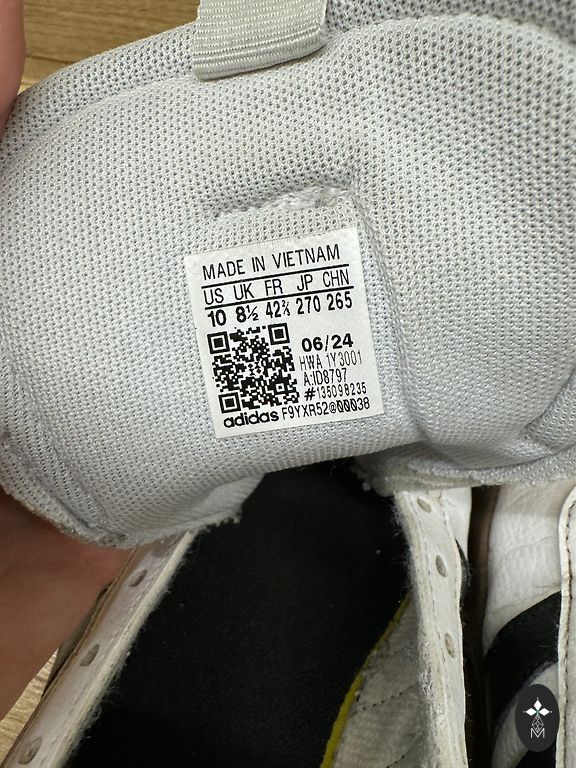 MADE IN VIETNAM
US UK FR JP CHN
10 8½ 42⅔ 270 265
06/24
HWA 1Y3001
A:ID8797
#135098235
adidas F9YXR52@00038
M